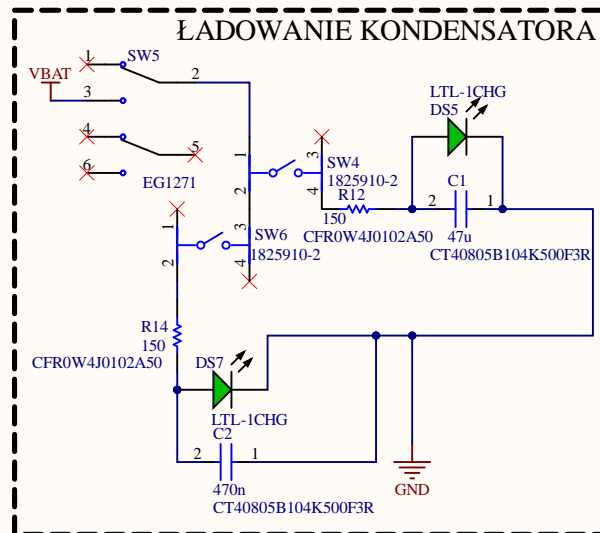 ŁADOWANIE KONDENSATORA
1
SW5
2
VBAT
3
4
5
6
EG1271
LTL-1CHG
DS5
1
2
3
4
SW4
1825910-2
R12
150
CFR0W4J0102A50
2
C1
1
47u
CT40805B104K500F3R
1
2
3
4
SW6
1825910-2
R14
150
CFR0W4J0102A50
DS7
LTL-1CHG
C2
2
1
470n
CT40805B104K500F3R
GND